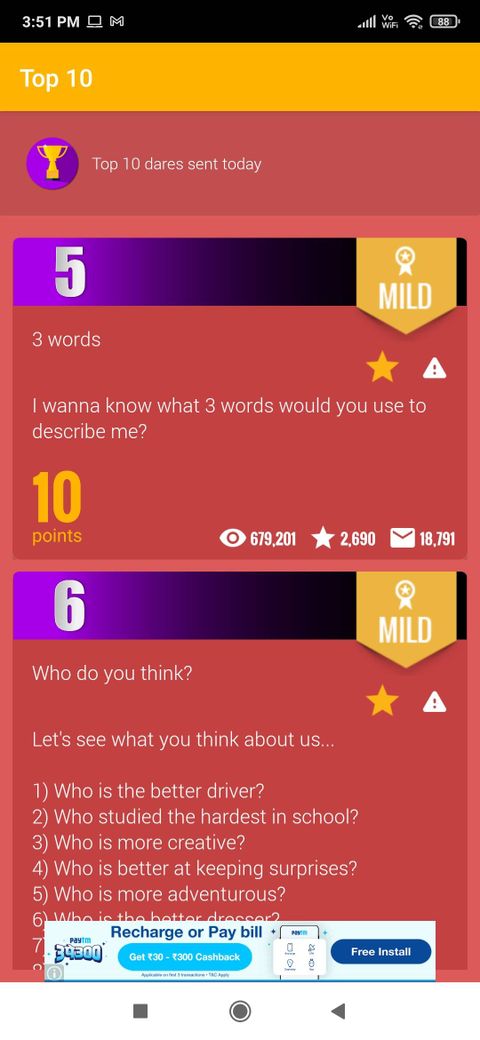 3:51 PM
Vo
WiFi
88
Top 10
Top 10 dares sent today
5
MILD
3 words
I wanna know what 3 words would you use to
describe me?
10
points
679,201
2,690
18,791
6
MILD
Who do you think?
Let's see what you think about us...
1) Who is the better driver?
2) Who studied the hardest in school?
3) Who is more creative?
4) Who is better at keeping surprises?
5) Who is more adventurous?
6) Who is the better dresser?
7
Recharge or Pay bill
paytm
Get ₹30 - ₹300 Cashback
Applicable on first 3 transactions • T&C Apply
paytm
Free Install